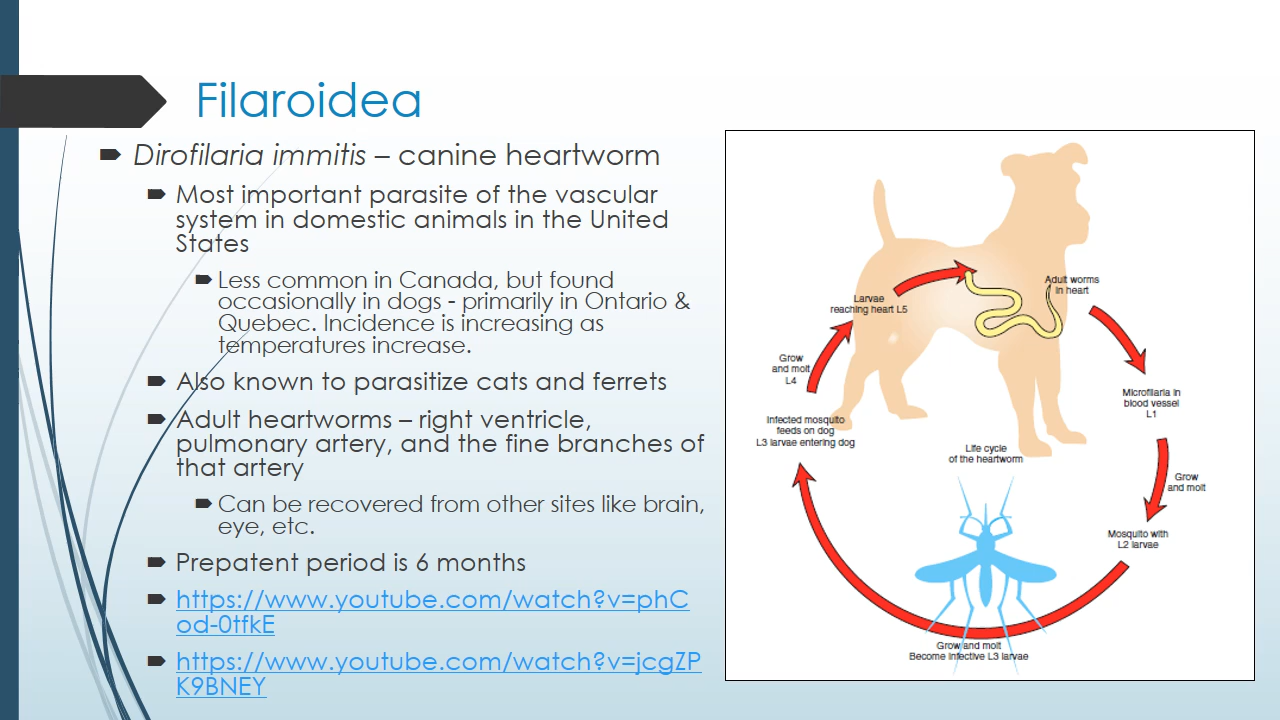 Filaroidea
Dirofilaria immitis – canine heartworm
Most important parasite of the vascular
system in domestic animals in the United
States
Less common in Canada, but found
occasionally in dogs - primarily in Ontario &
Quebec. Incidence is increasing as
temperatures increase.
Also known to parasitize cats and ferrets
Adult heartworms – right ventricle,
pulmonary artery, and the fine branches of
that artery
Can be recovered from other sites like brain,
eye, etc.
Prepatent period is 6 months
https://www.youtube.com/watch?v=phC
od-0tfkE
https://www.youtube.com/watch?v=jcgZP
K9BNEY
Adult worms
in heart
Larvae
reaching heart L5
Grow
and molt
L4
Infected mosquito
feeds on dog
L3 larvae entering dog
Microfilaria in
blood vessel
L1
Life cycle
of the heartworm
Grow
and molt
Mosquito with
L2 larvae
Grow and molt
Become infective L3 larvae